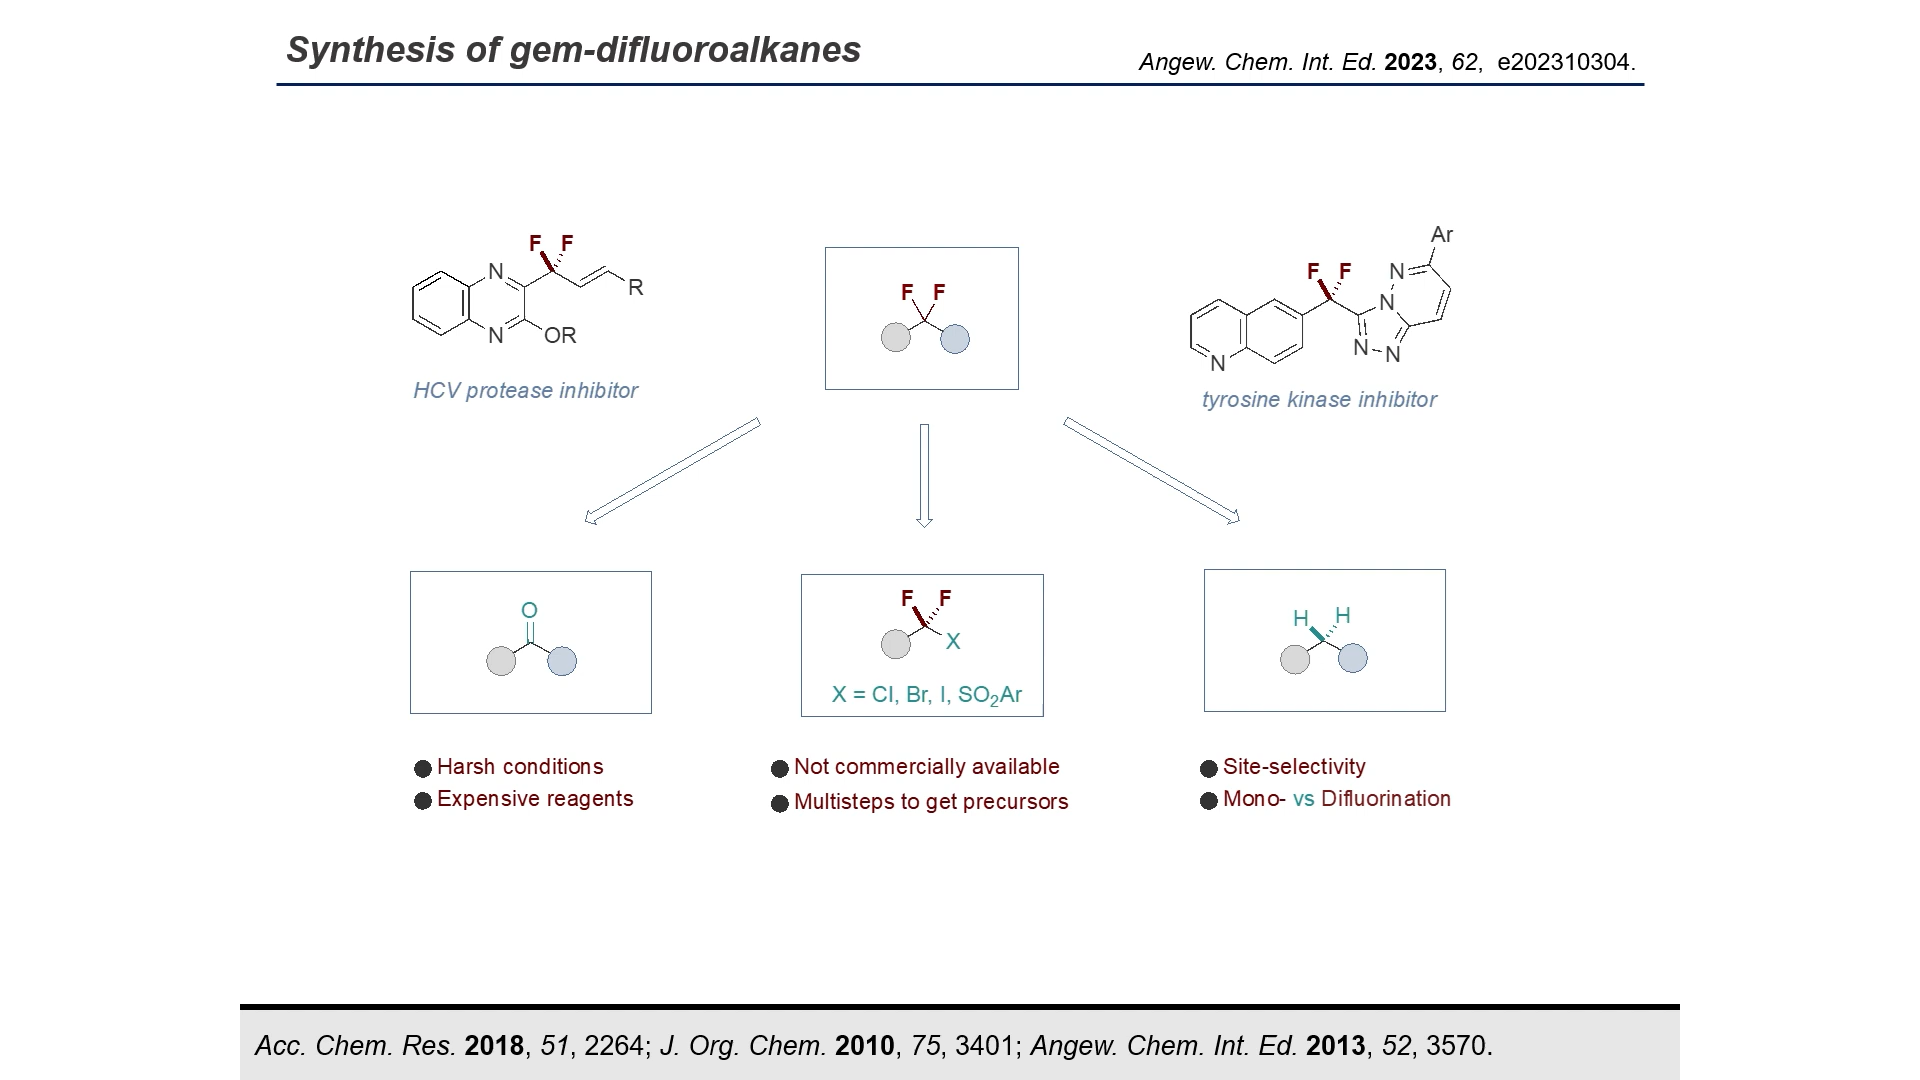 Synthesis of gem-difluoroalkanes
Angew. Chem. Int. Ed. 2023, 62, e202310304.
F F
N
R
N
OR
HCV protease inhibitor
F F
Ar
F F
N
N
N
N
N
tyrosine kinase inhibitor
O
F F
X
X = Cl, Br, I, SO₂Ar
H H
Harsh conditions
Expensive reagents
Not commercially available
Multisteps to get precursors
Site-selectivity
Mono- vs Difluorination
Acc. Chem. Res. 2018, 51, 2264; J. Org. Chem. 2010, 75, 3401; Angew. Chem. Int. Ed. 2013, 52, 3570.